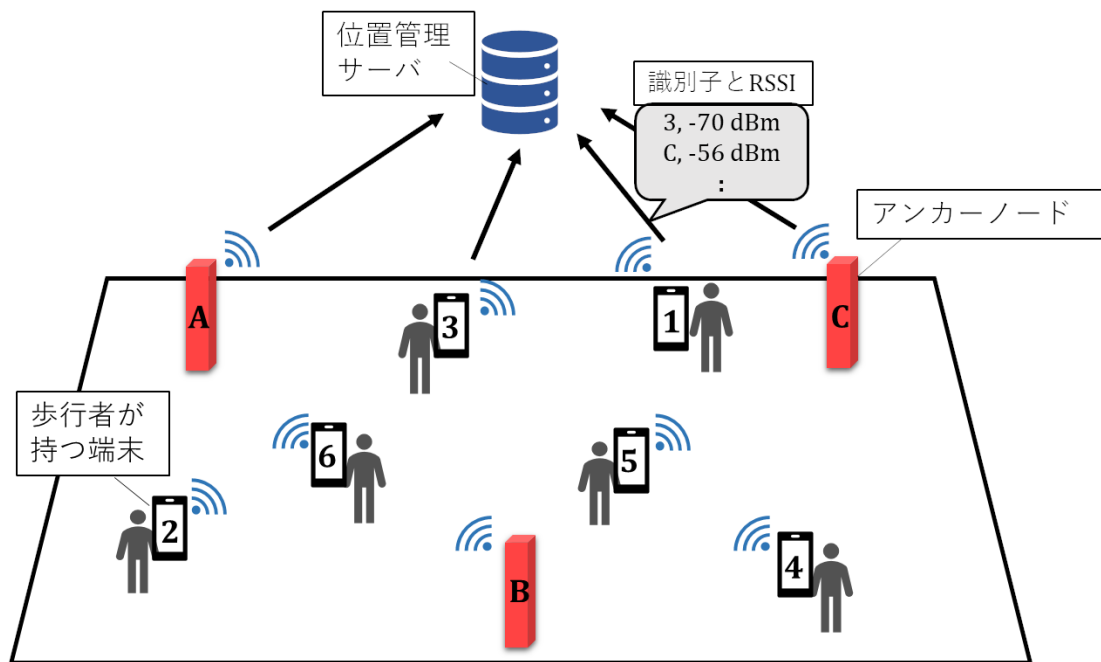 位置管理
サーバ
識別子とRSSI
3, -70 dBm
C, -56 dBm
:
アンカーノード
A
3
1
C
歩行者が
持つ端末
6
5
2
B
4